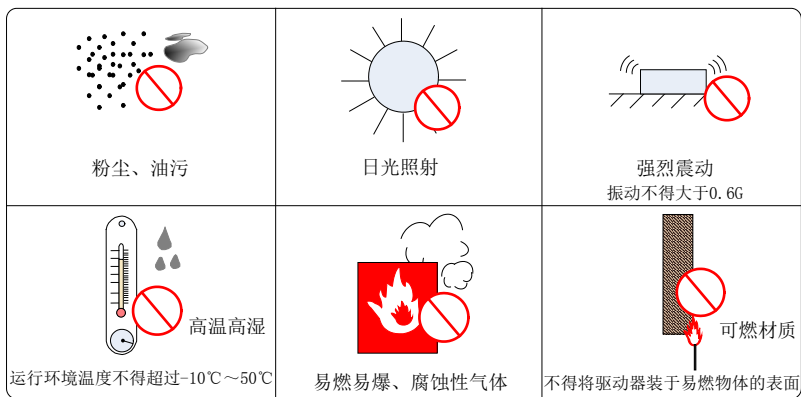 粉尘、油污
日光照射
强烈震动
振动不得大于0.6G
高温高湿
运行环境温度不得超过-10℃～50℃
易燃易爆、腐蚀性气体
可燃材质
不得将驱动器装于易燃物体的表面